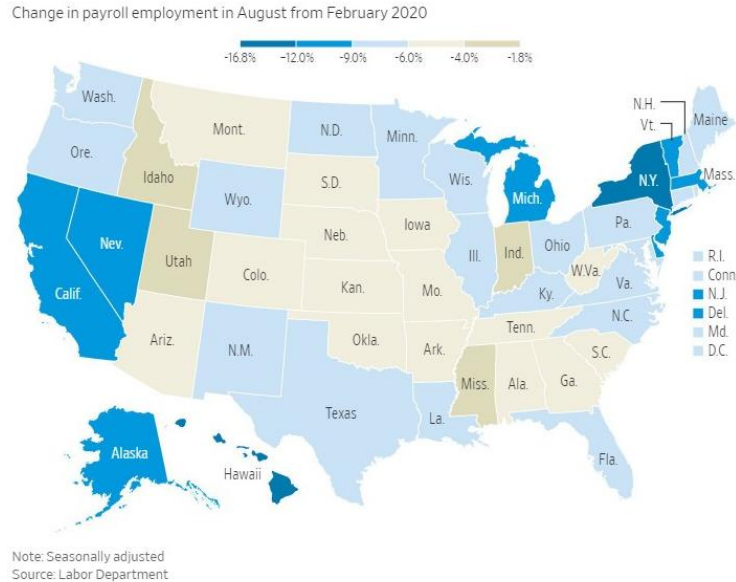 Change in payroll employment in August from February 2020
-16.8% -12.0% -9.0% -6.0% -4.0% -1.8%
Wash.
Ore.
Idaho
Mont.
N.D.
Minn.
Wis.
Mich.
N.H.
Vt.
Maine
N.Y.
Mass.
Calif.
Nev.
Utah
Wyo.
S.D.
Neb.
Iowa
Ill.
Ind.
Ohio
Pa.
Colo.
Kan.
Mo.
Ky.
W.Va.
Va.
R.I.
Conn
N.J.
Del.
Md.
D.C.
Ariz.
N.M.
Okla.
Ark.
Tenn.
N.C.
S.C.
Texas
La.
Miss.
Ala.
Ga.
Fla.
Alaska
Hawaii
Note: Seasonally adjusted
Source: Labor Department